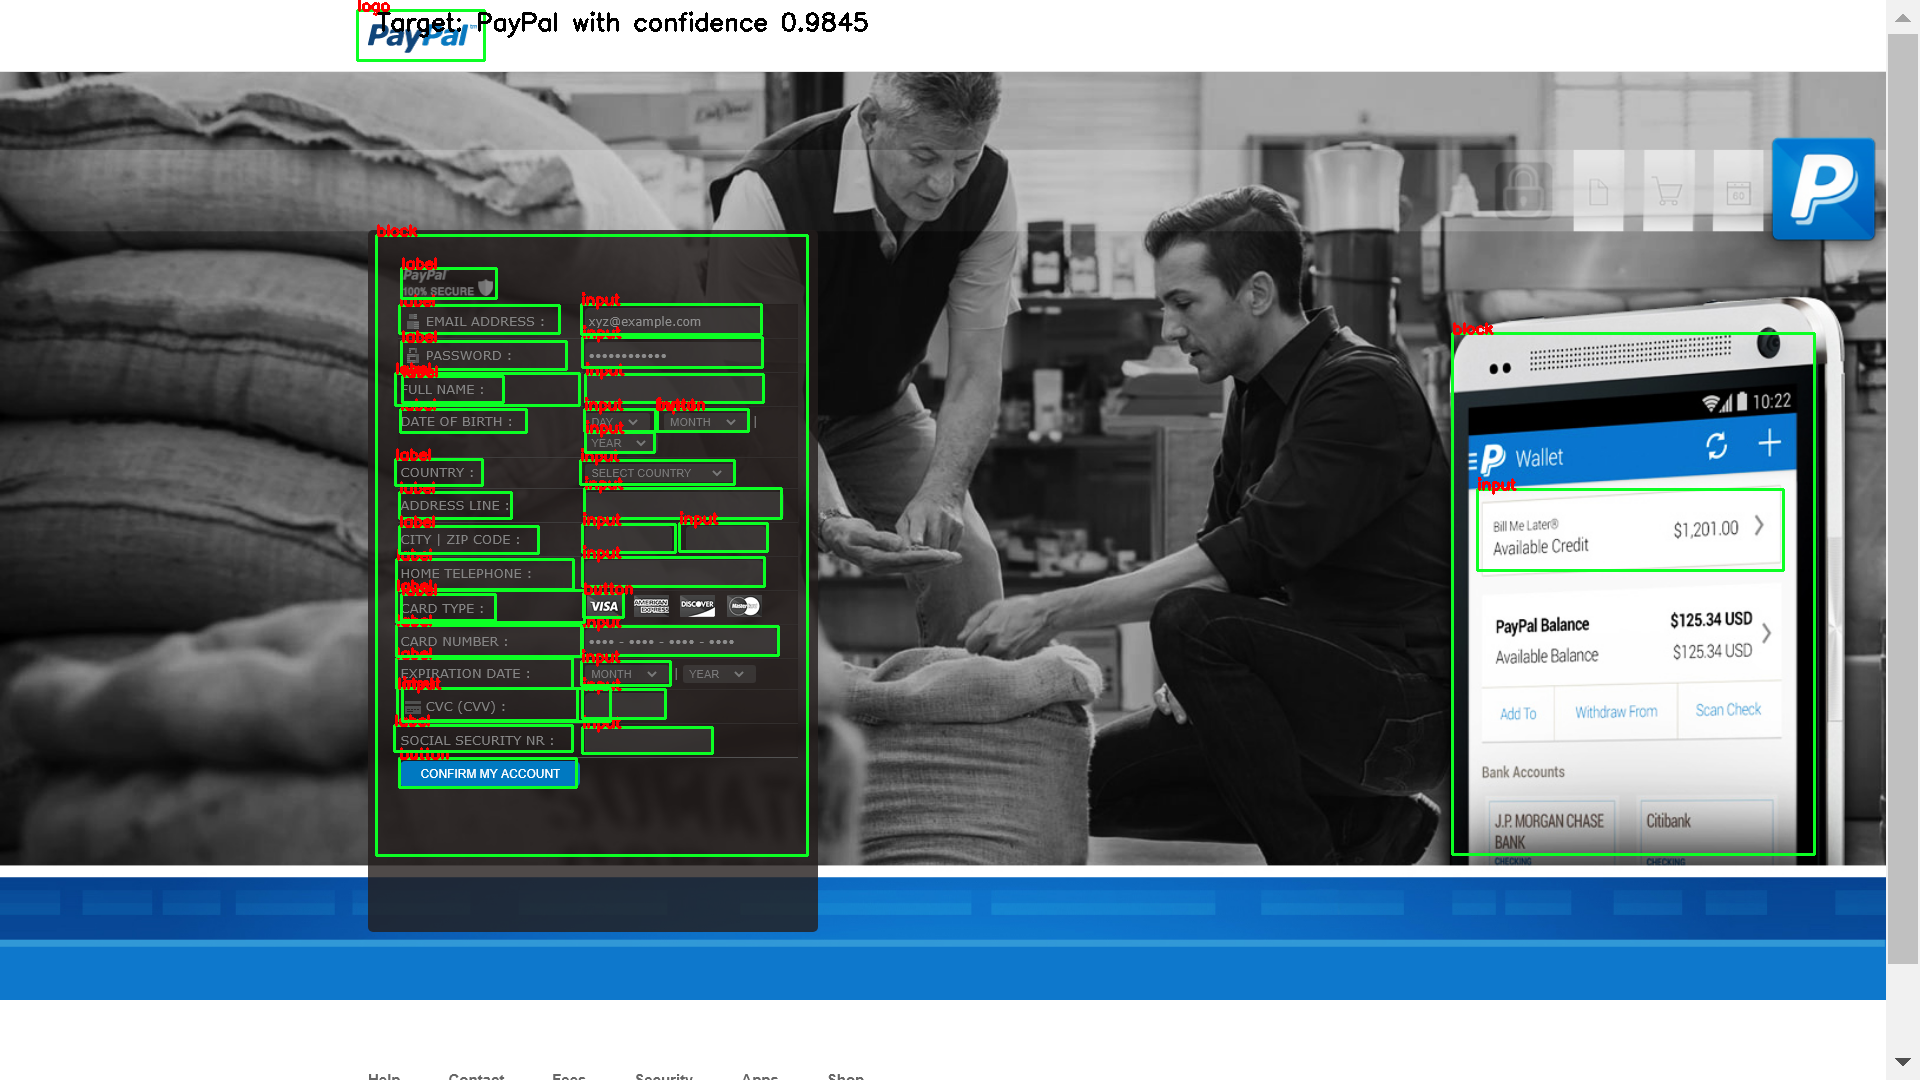 logo
Target: PayPal with confidence 0.9845
PayPal
block
label
PayPal
100% SECURE
label
input
EMAIL ADDRESS :
xyz@example.com
label
input
PASSWORD :
••••••••••••
label
input
FULL NAME :
label
input
button
DATE OF BIRTH :
DAY
MONTH
|
input
YEAR
label
input
COUNTRY :
SELECT COUNTRY
label
input
ADDRESS LINE :
label
input
input
CITY | ZIP CODE :
label
input
HOME TELEPHONE :
label
button
CARD TYPE :
VISA
AMERICAN EXPRESS
DISCOVER
MasterCard
label
input
CARD NUMBER :
•••• - •••• - •••• - ••••
label
input
EXPIRATION DATE :
MONTH
|
YEAR
input
CVC (CVV) :
label
input
SOCIAL SECURITY NR :
button
CONFIRM MY ACCOUNT
60
P
block
10:22
P Wallet
input
Bill Me Later®
$1,201.00
Available Credit
PayPal Balance
$125.34 USD
Available Balance
$125.34 USD
Add To
Withdraw From
Scan Check
Bank Accounts
J.P. MORGAN CHASE
BANK
Citibank
CHECKING
CHECKING
Help
Contact
Fees
Security
Apps
Shop